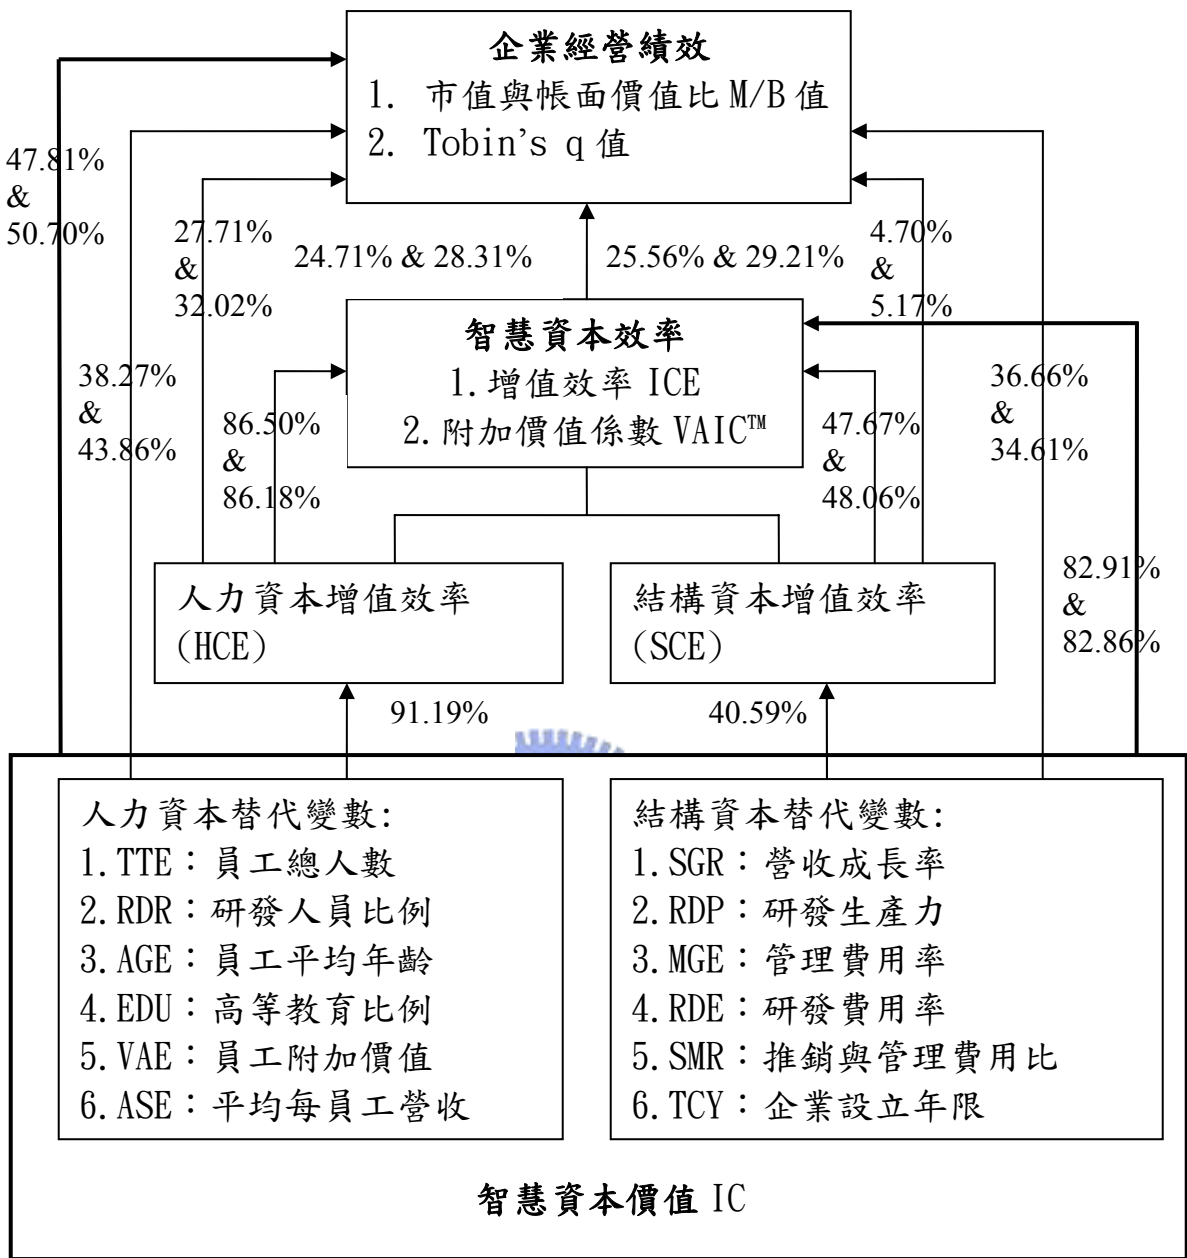 企業經營績效
1. 市值與帳面價值比 M/B 值
2. Tobin's q 值
47.81%
&
50.70%
27.71%
&
32.02%
24.71% & 28.31%
25.56% & 29.21%
4.70%
&
5.17%
智慧資本效率
1.增值效率 ICE
2.附加價值係數 VAIC™
38.27%
&
43.86%
86.50%
&
86.18%
47.67%
&
48.06%
36.66%
&
34.61%
人力資本增值效率
(HCE)
結構資本增值效率
(SCE)
82.91%
&
82.86%
91.19%
40.59%
人力資本替代變數:
1.TTE：員工總人數
2.RDR：研發人員比例
3.AGE：員工平均年齡
4.EDU：高等教育比例
5.VAE：員工附加價值
6.ASE：平均每員工營收
結構資本替代變數:
1.SGR：營收成長率
2.RDP：研發生產力
3.MGE：管理費用率
4.RDE：研發費用率
5.SMR：推銷與管理費用比
6.TCY：企業設立年限
智慧資本價值 IC